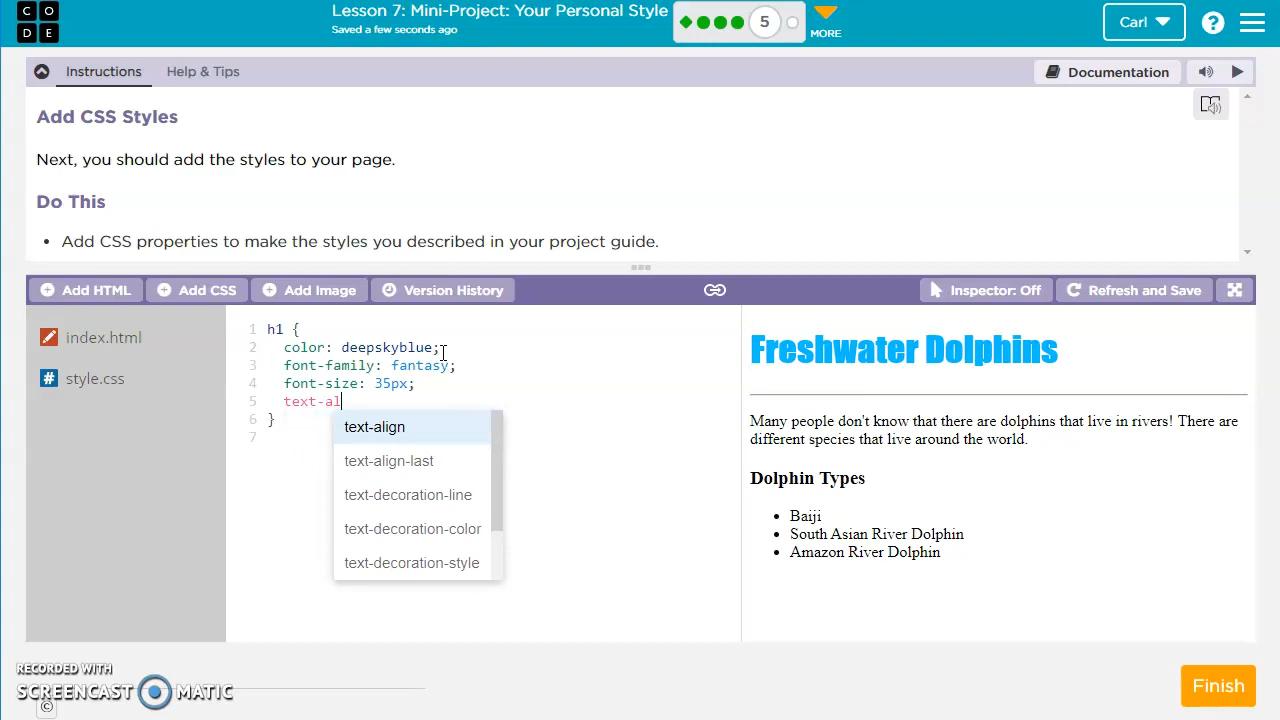 C O
D E
Lesson 7: Mini-Project: Your Personal Style
Saved a few seconds ago
5
MORE
Carl
?
Instructions
Help & Tips
Documentation
Add CSS Styles
Next, you should add the styles to your page.
Do This
• Add CSS properties to make the styles you described in your project guide.
Add HTML
Add CSS
Add Image
Version History
Inspector: Off
Refresh and Save
index.html
# style.css
1 h1 {
2 color: deepskyblue;
3 font-family: fantasy;
4 font-size: 35px;
5 text-al
6 }
7
text-align
text-align-last
text-decoration-line
text-decoration-color
text-decoration-style
Freshwater Dolphins
Many people don't know that there are dolphins that live in rivers! There are
different species that live around the world.
Dolphin Types
• Baiji
• South Asian River Dolphin
• Amazon River Dolphin
RECORDED WITH
SCREENCAST MATIC
©
Finish